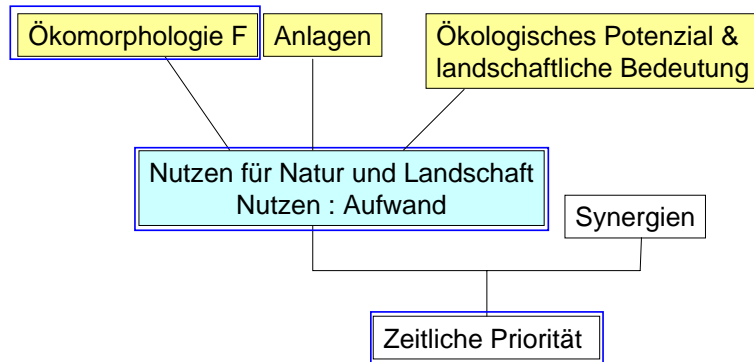 Ökomorphologie F
Anlagen
Ökologisches Potenzial &
landschaftliche Bedeutung
Nutzen für Natur und Landschaft
Nutzen : Aufwand
Synergien
Zeitliche Priorität